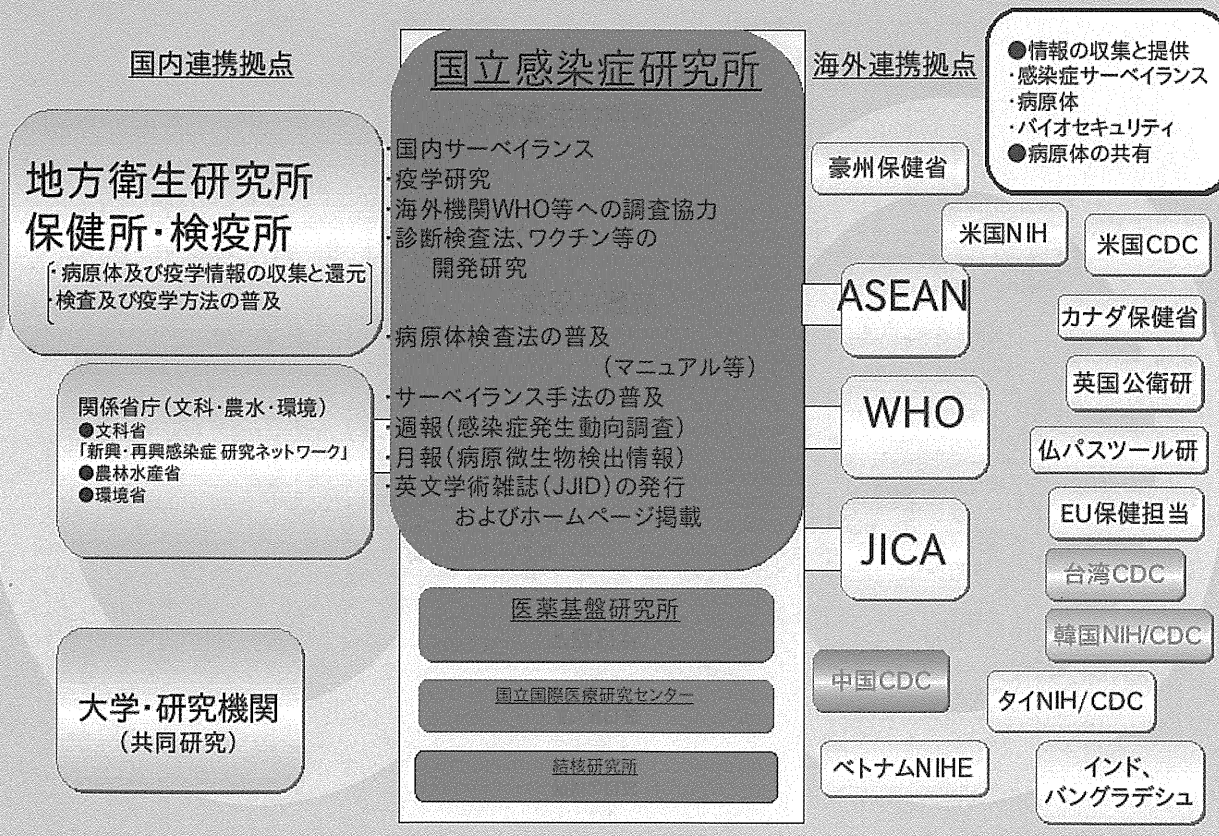 国内連携拠点
地方衛生研究所
保健所・検疫所
・病原体及び疫学情報の収集と還元
・検査及び疫学方法の普及
関係省庁(文科・農水・環境)
●文科省
「新興・再興感染症 研究ネットワーク」
●農林水産省
●環境省
大学・研究機関
(共同研究)
国立感染症研究所
・国内サーベイランス
・疫学研究
・海外機関WHO等への調査協力
・診断検査法、ワクチン等の
開発研究
・病原体検査法の普及
(マニュアル等)
・サーベイランス手法の普及
・週報(感染症発生動向調査)
・月報(病原微生物検出情報)
・英文学術雑誌(JJID)の発行
およびホームページ掲載
医薬基盤研究所
国立国際医療研究センター
結核研究所
海外連携拠点
●情報の収集と提供
・感染症サーベイランス
・病原体
・バイオセキュリティ
●病原体の共有
豪州保健省
米国NIH
米国CDC
ASEAN
カナダ保健省
英国公衛研
WHO
仏パスツール研
EU保健担当
JICA
台湾CDC
韓国NIH/CDC
中国CDC
タイNIH/CDC
ベトナムNIHE
インド、
バングラデシュ